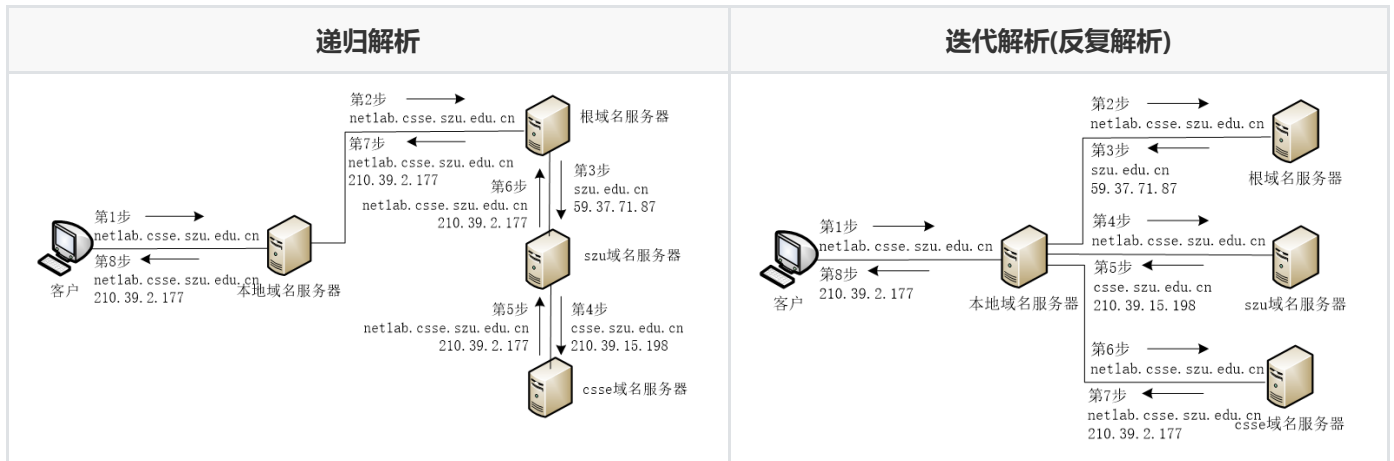 递归解析
迭代解析(反复解析)
第2步
netlab.csse.szu.edu.cn
第7步
netlab.csse.szu.edu.cn
210.39.2.177
根域名服务器
第3步
szu.edu.cn
59.37.71.87
第6步
netlab.csse.szu.edu.cn
210.39.2.177
第1步
netlab.csse.szu.edu.cn
第8步
netlab.csse.szu.edu.cn
210.39.2.177
客户
本地域名服务器
szu域名服务器
第5步
netlab.csse.szu.edu.cn
210.39.2.177
第4步
csse.szu.edu.cn
210.39.15.198
csse域名服务器
第2步
netlab.csse.szu.edu.cn
第3步
szu.edu.cn
59.37.71.87
根域名服务器
第1步
netlab.csse.szu.edu.cn
第8步
210.39.2.177
客户
本地域名服务器
第4步
netlab.csse.szu.edu.cn
第5步
csse.szu.edu.cn
210.39.15.198
szu域名服务器
第6步
netlab.csse.szu.edu.cn
第7步
netlab.csse.szu.edu.cn
210.39.2.177
csse域名服务器